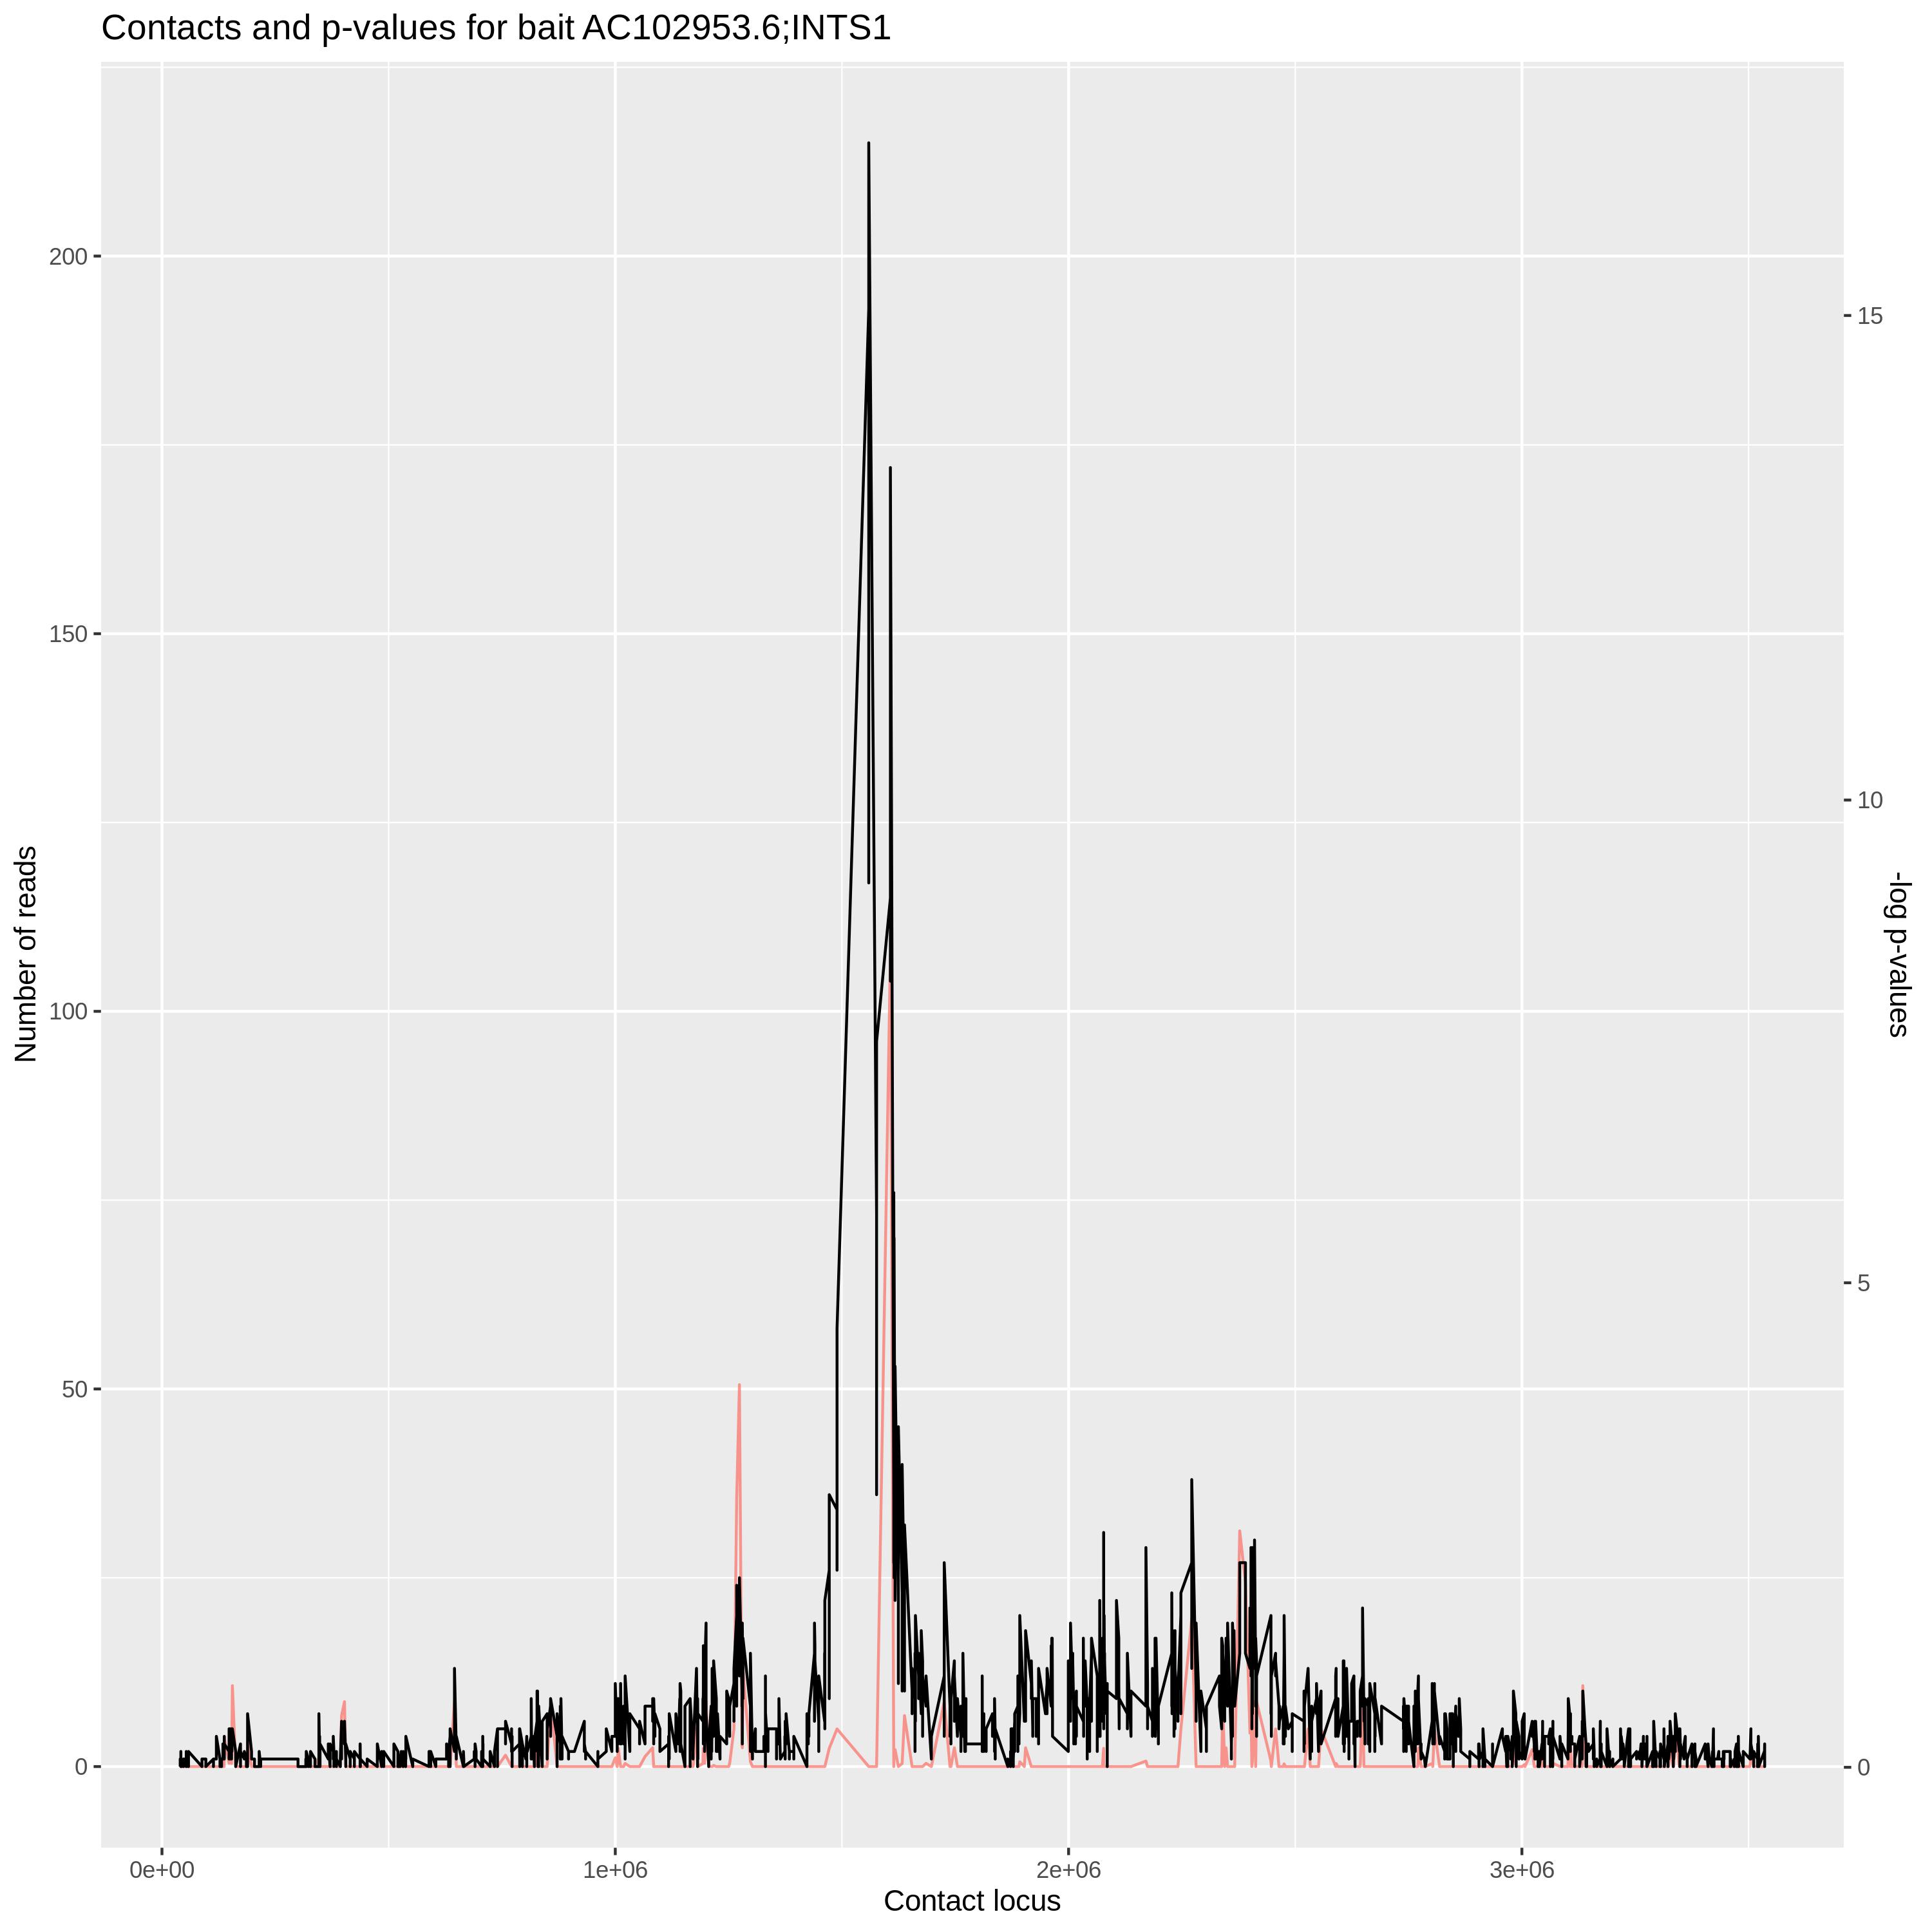 Contacts and p-values for bait AC102953.6;INTS1
Number of reads
200
150
100
50
0
15
10
5
0
-log p-values
0e+00
1e+06
2e+06
3e+06
Contact locus